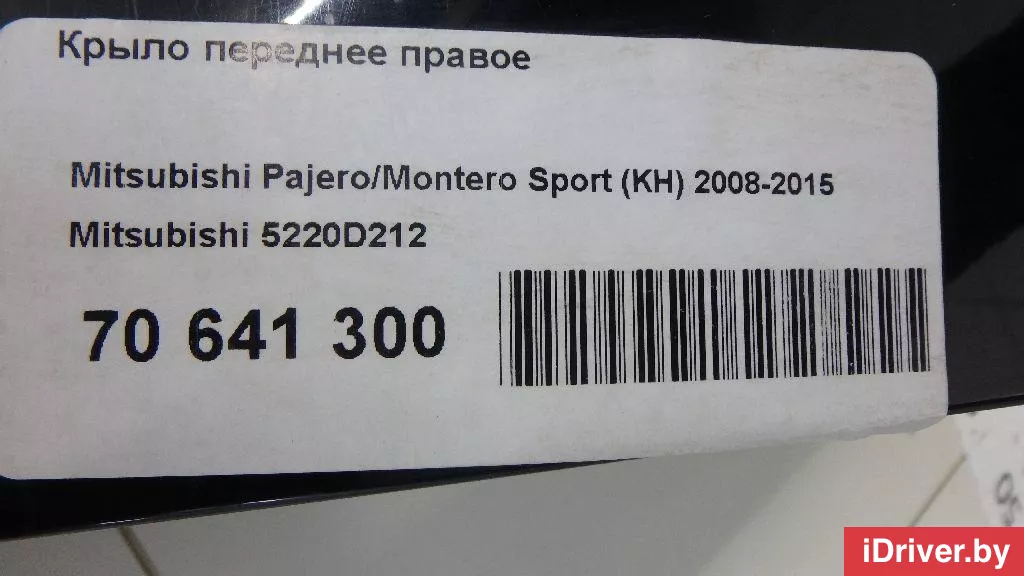 Крыло переднее правое
Mitsubishi Pajero/Montero Sport (KH) 2008-2015
Mitsubishi 5220D212
70 641 300
iDriver.by